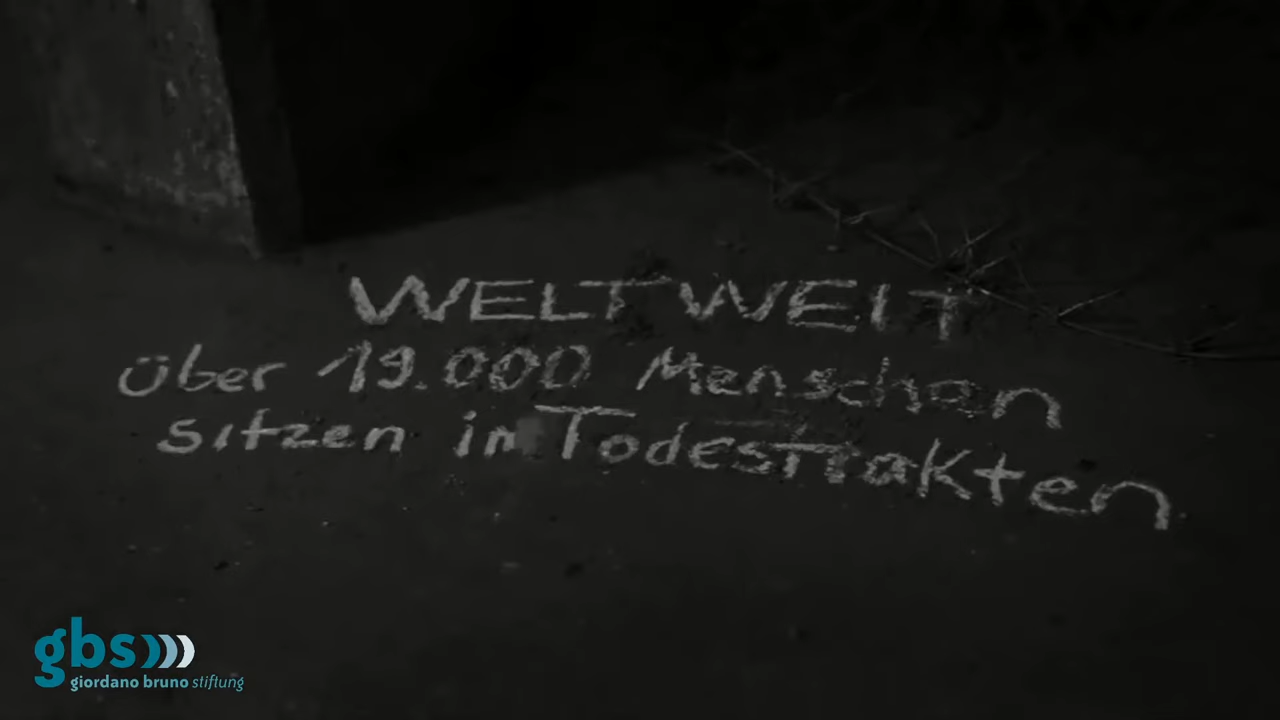 WELTWEIT
über 19.000 Menschen
sitzen in Todestrakten
gbs
giordano bruno stiftung